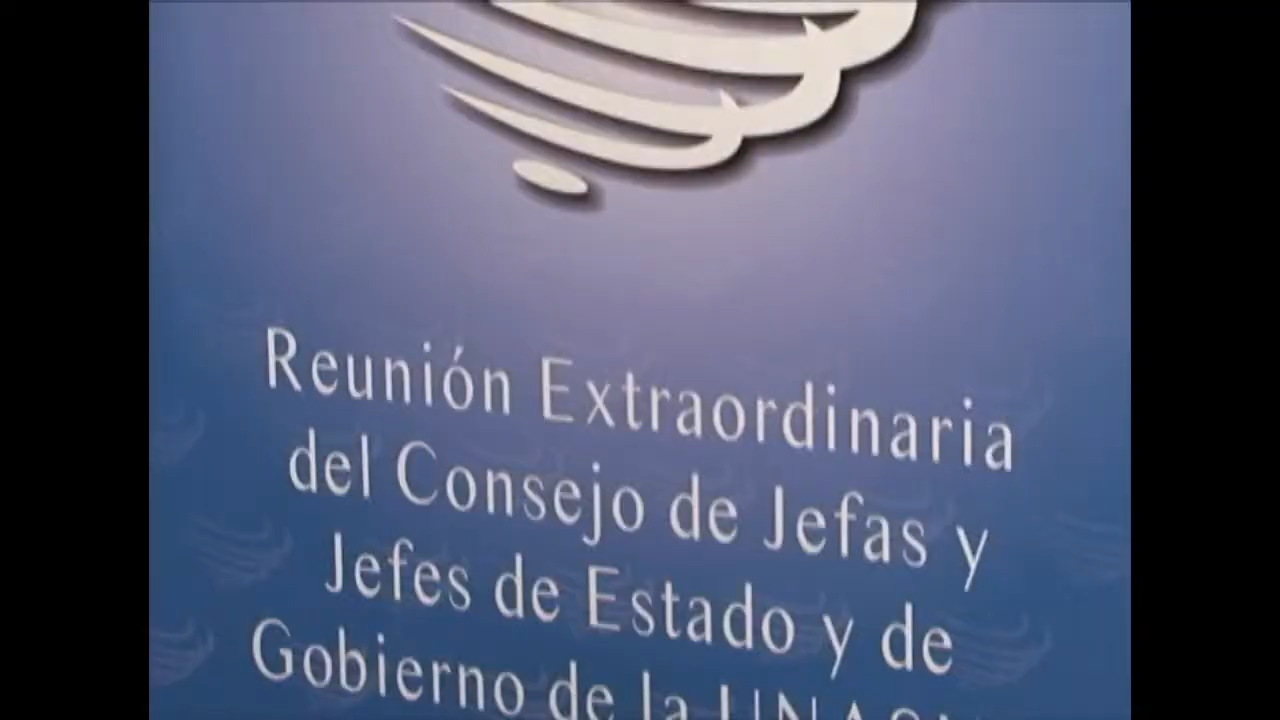 Reunión Extraordinaria
del Consejo de Jefas y
Jefes de Estado y de
Gobierno de la